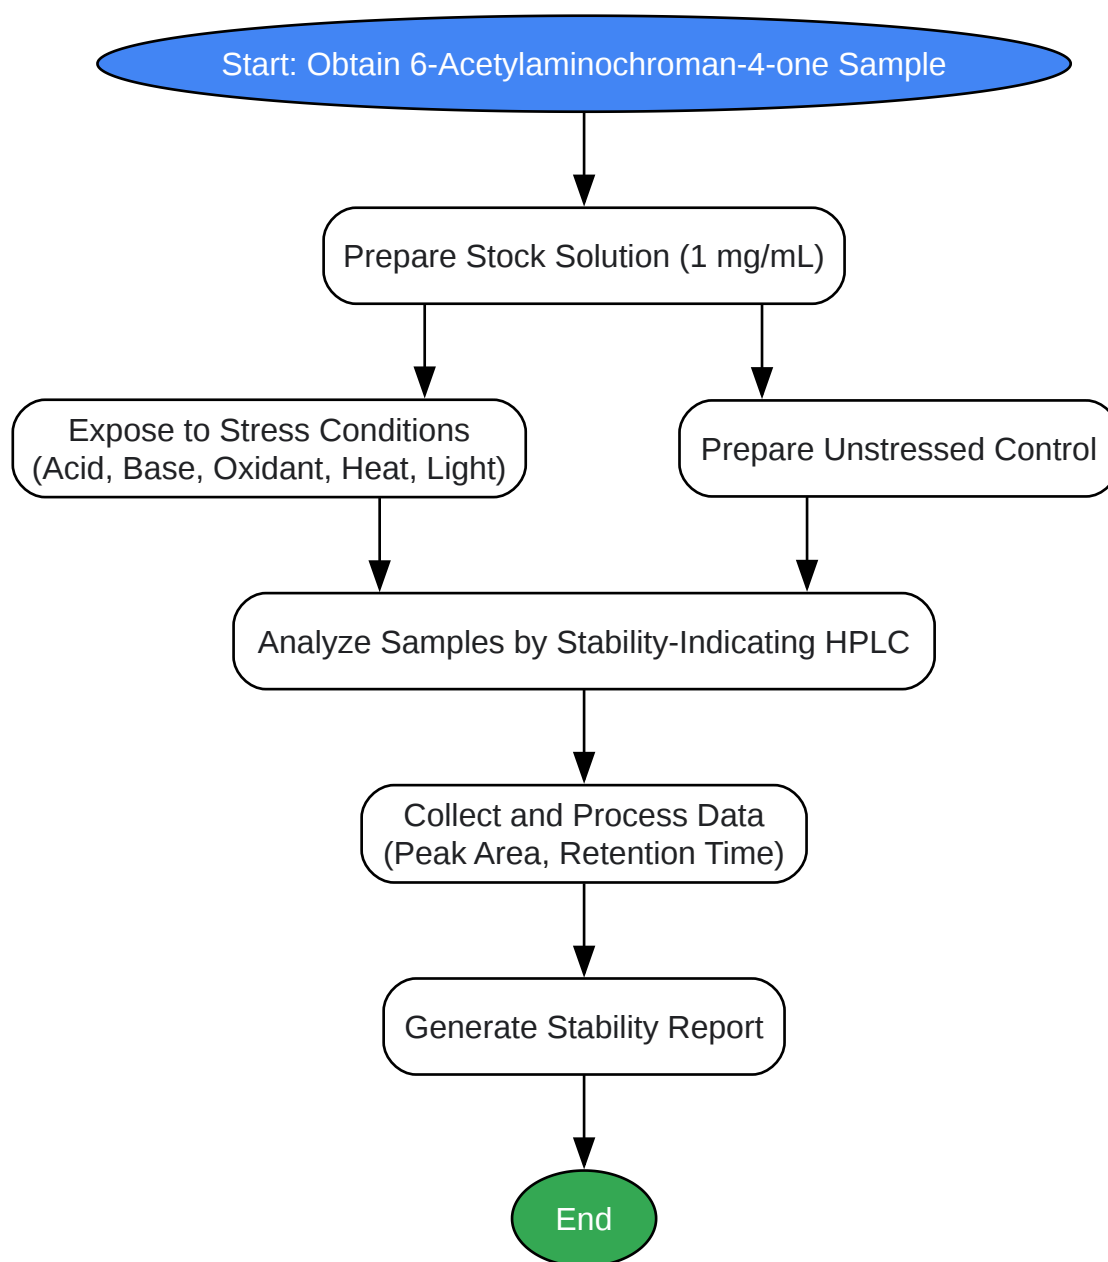 Start: Obtain 6-Acetylaminochroman-4-one Sample
Prepare Stock Solution (1 mg/mL)
Expose to Stress Conditions
(Acid, Base, Oxidant, Heat, Light)
Prepare Unstressed Control
Analyze Samples by Stability-Indicating HPLC
Collect and Process Data
(Peak Area, Retention Time)
Generate Stability Report
End